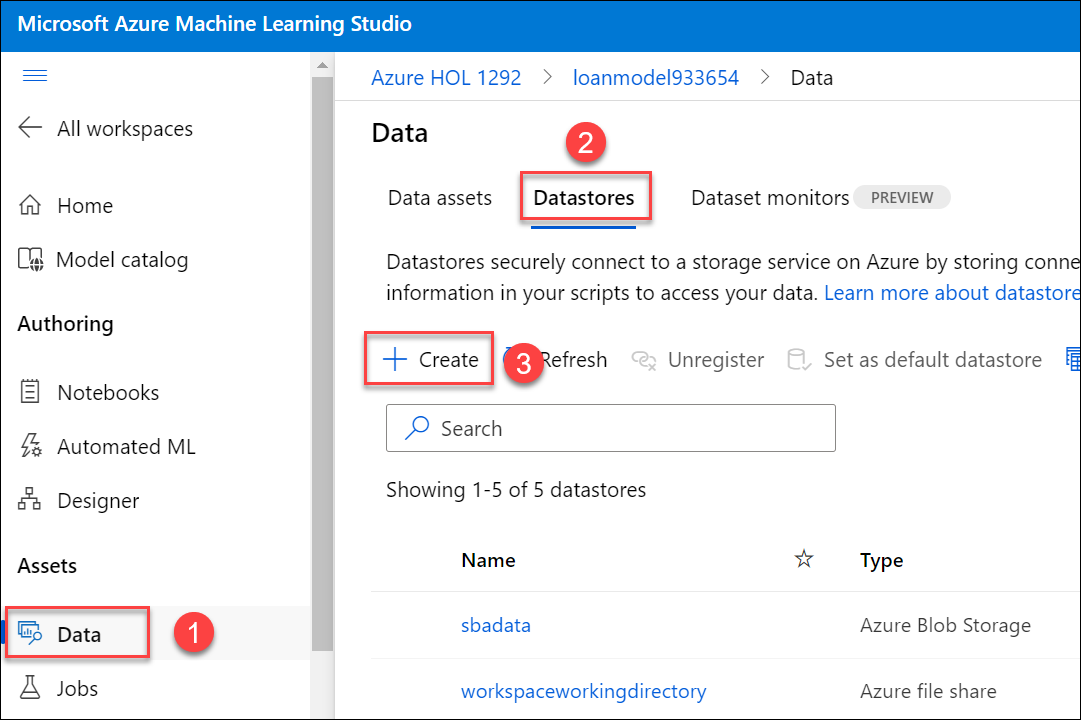 Microsoft Azure Machine Learning Studio
All workspaces
Home
Model catalog
Authoring
Notebooks
Automated ML
Designer
Assets
Data
1
Jobs
Azure HOL 1292 > loanmodel933654 > Data
Data
2
Data assets Datastores Dataset monitors PREVIEW
Datastores securely connect to a storage service on Azure by storing conne
information in your scripts to access your data. Learn more about datastore
+ Create 3 Refresh Unregister Set as default datastore
Search
Showing 1-5 of 5 datastores
Name Type
sbadata Azure Blob Storage
workspaceworkingdirectory Azure file share